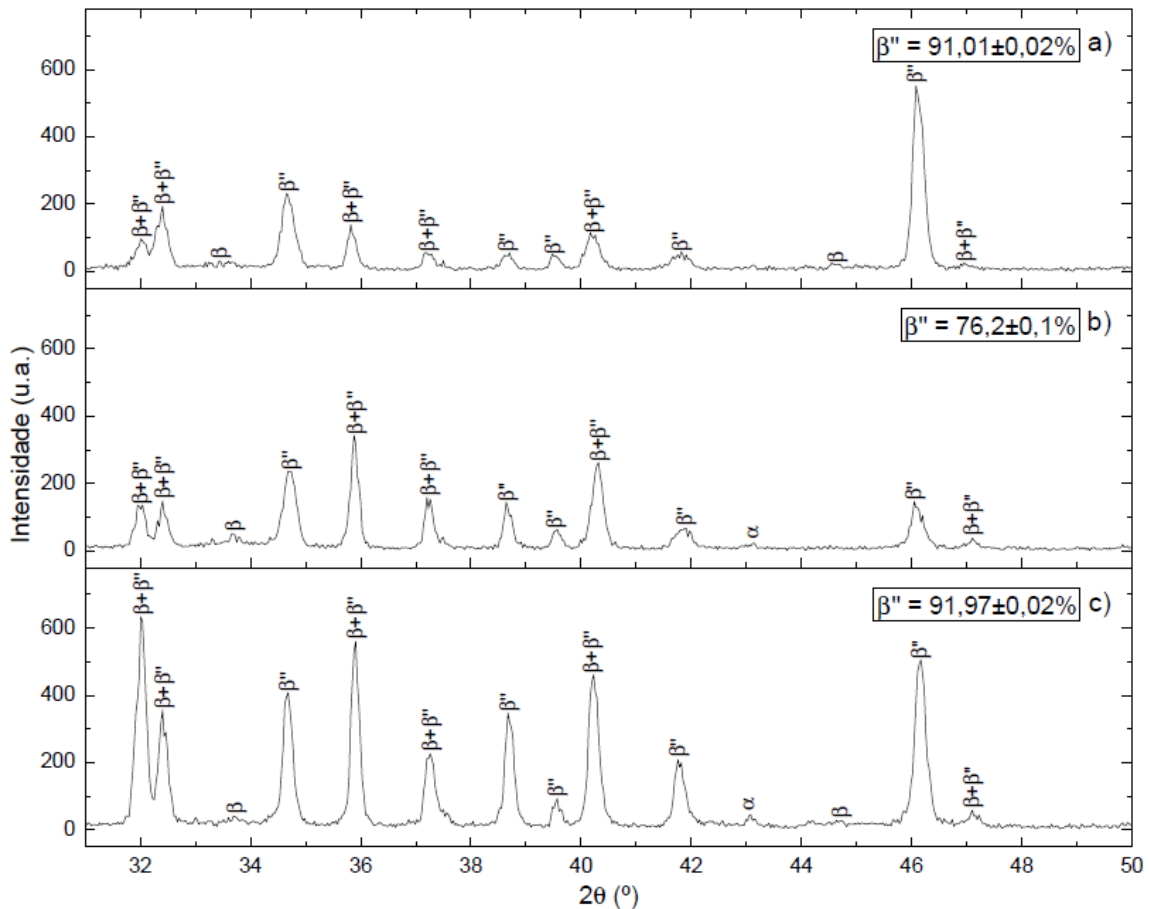 β" = 91,01±0,02% a)
600
400
200
0
β+β"
β+β"
β
β"
β+β"
β+β"
β"
β"
β+β"
β"
β
β"
β+β"
β" = 76,2±0,1% b)
Intensidade (u.a.)
600
400
200
0
β+β"
β+β"
β
β"
β+β"
β+β"
β"
β"
β+β"
β"
α
β"
β+β"
β" = 91,97±0,02% c)
600
400
200
0
β+β"
β+β"
β
β"
β+β"
β+β"
β"
β"
β+β"
β"
α
β
β"
β+β"
32 34 36 38 40 42 44 46 48 50
2θ (º)